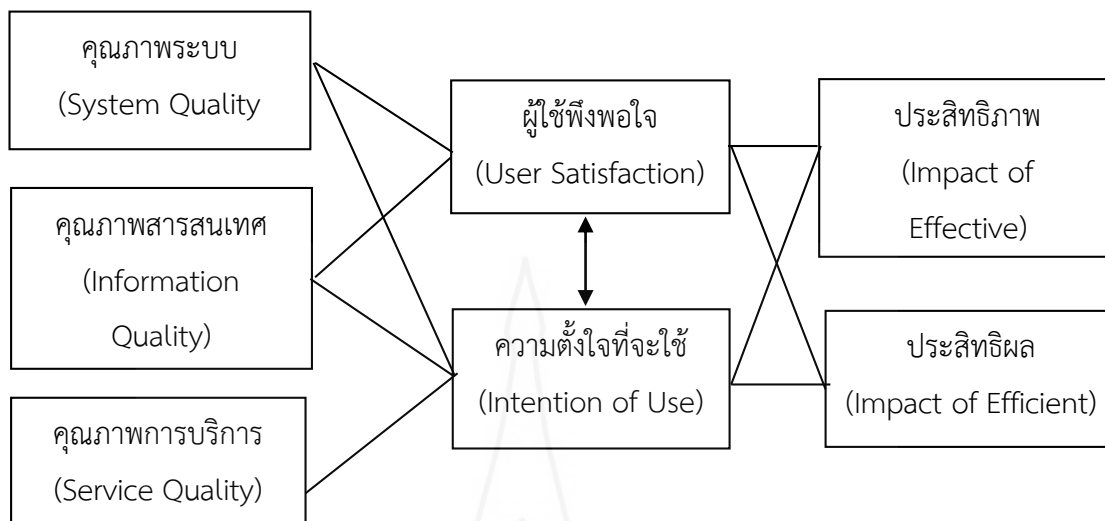 คุณภาพระบบ
(System Quality
คุณภาพสารสนเทศ
(Information
Quality)
คุณภาพการบริการ
(Service Quality)
ผู้ใช้พึงพอใจ
(User Satisfaction)
ความตั้งใจที่จะใช้
(Intention of Use)
ประสิทธิภาพ
(Impact of
Effective)
ประสิทธิผล
(Impact of Efficient)